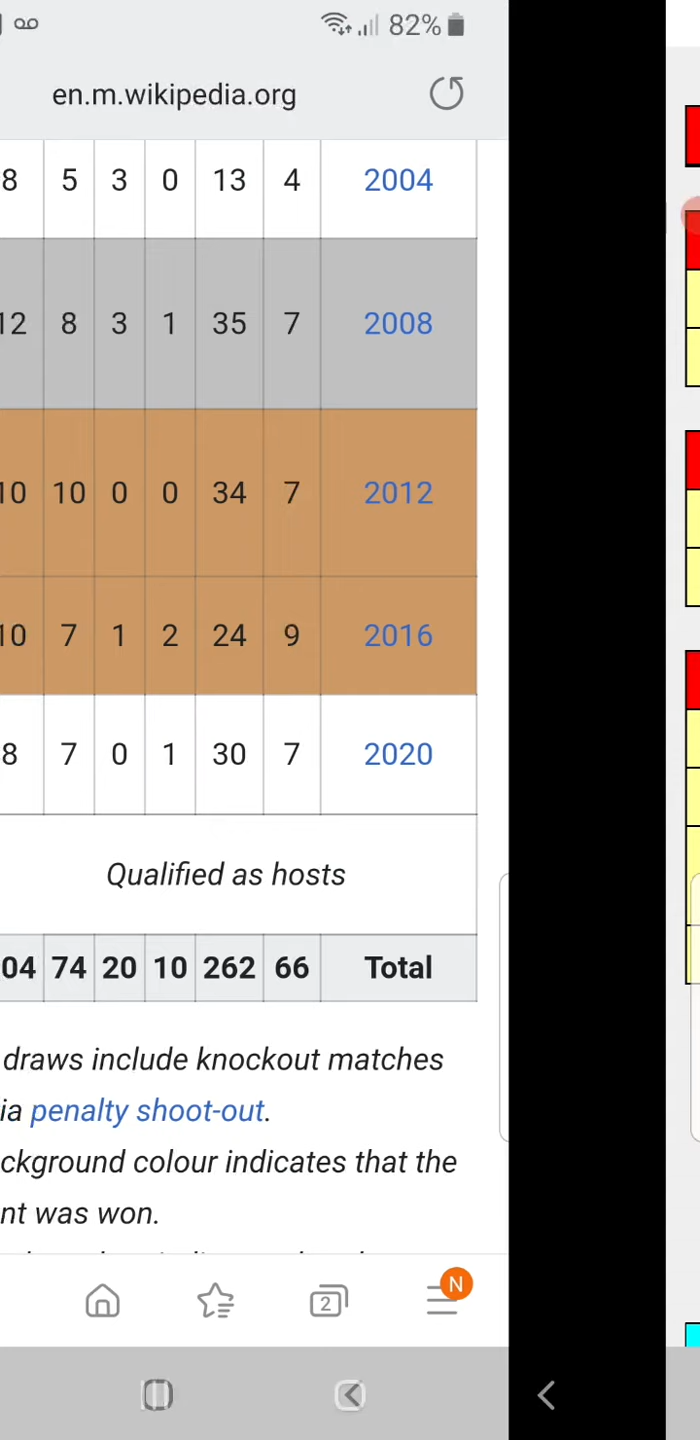 82%
en.m.wikipedia.org
8 5 3 0 13 4 2004
12 8 3 1 35 7 2008
10 10 0 0 34 7 2012
10 7 1 2 24 9 2016
8 7 0 1 30 7 2020
Qualified as hosts
04 74 20 10 262 66 Total
draws include knockout matches
ia penalty shoot-out.
ckground colour indicates that the
nt was won.
2 N